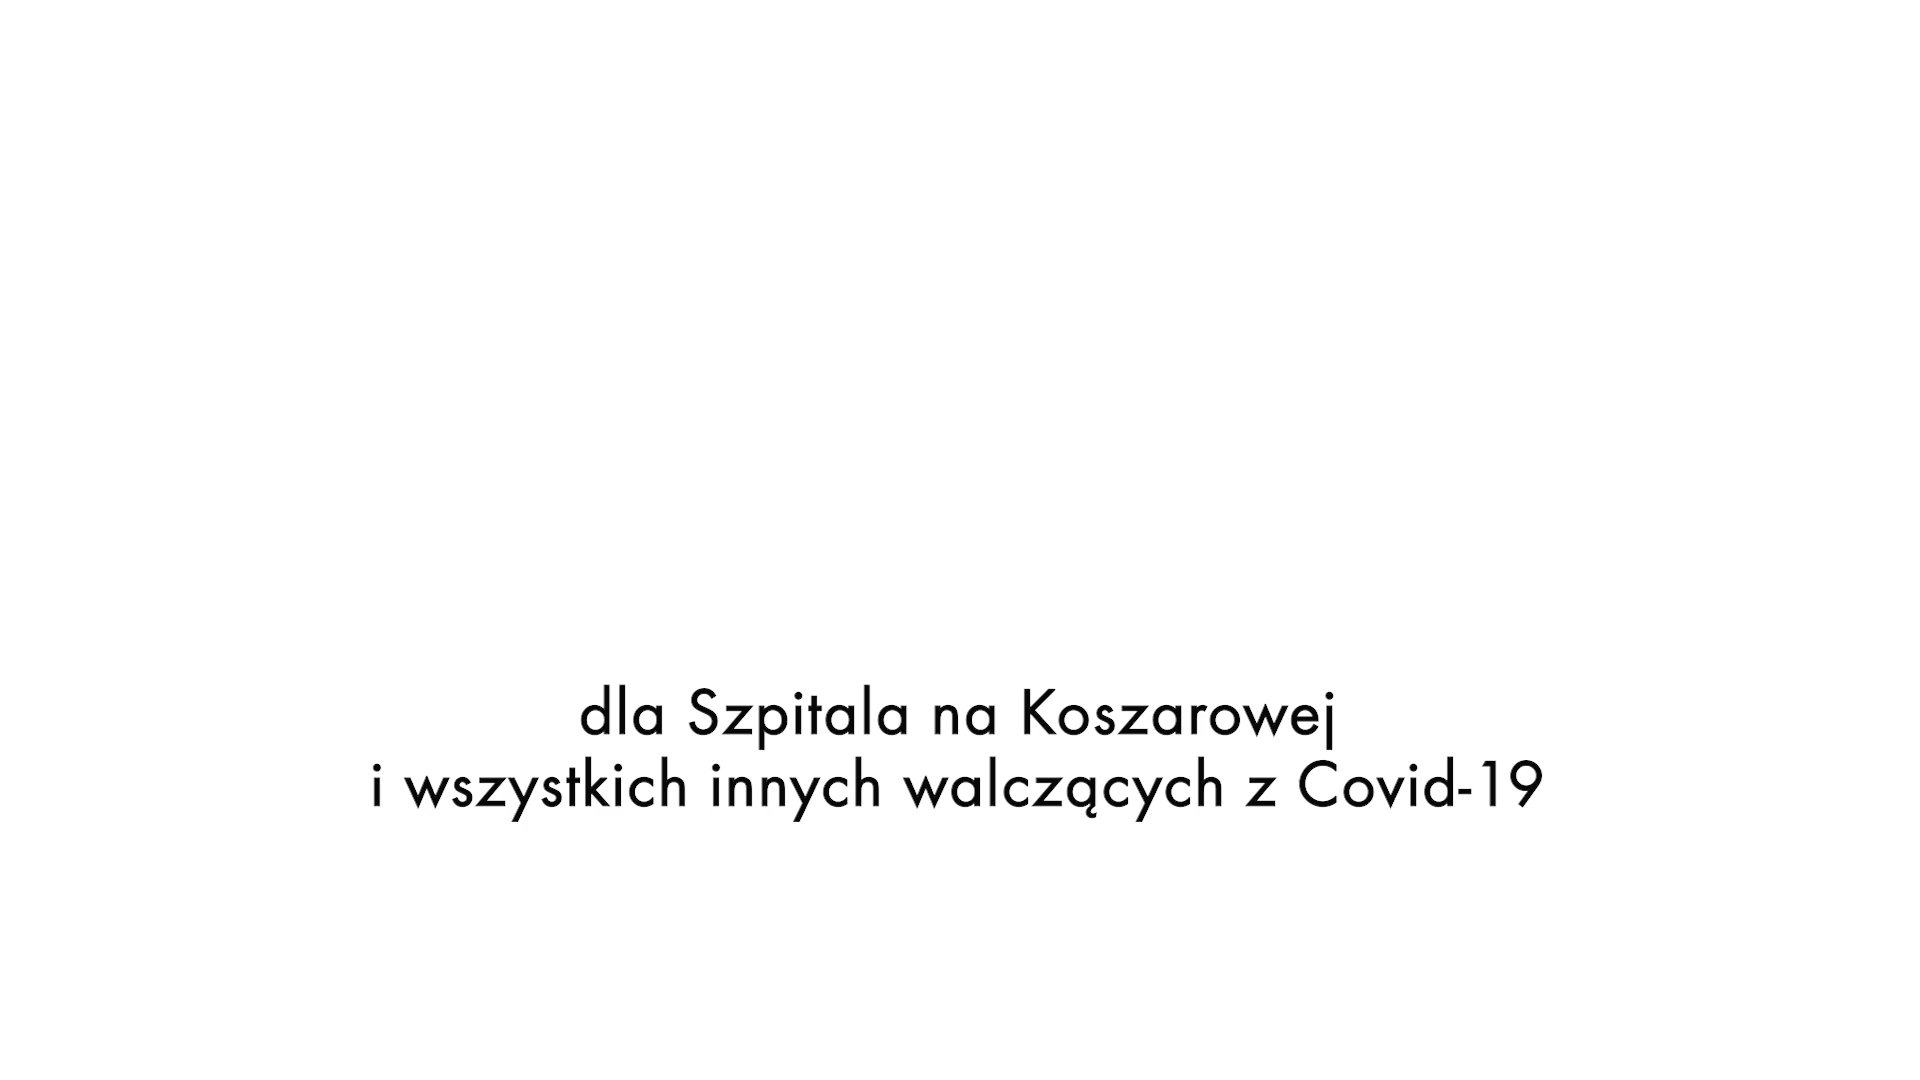 dla Szpitala na Koszarowej
i wszystkich innych walczących z Covid-19